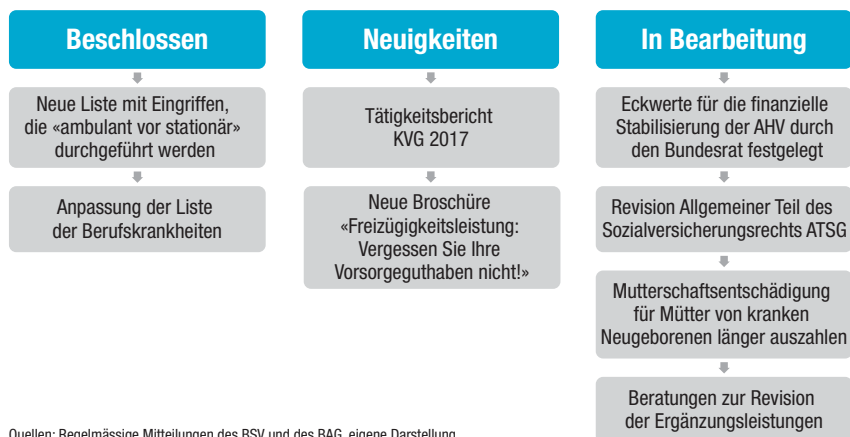 Beschlossen
Neue Liste mit Eingriffen,
die «ambulant vor stationär»
durchgeführt werden
Anpassung der Liste
der Berufskrankheiten
Neuigkeiten
Tätigkeitsbericht
KVG 2017
Neue Broschüre
«Freizügigkeitsleistung:
Vergessen Sie Ihre
Vorsorgeguthaben nicht!»
In Bearbeitung
Eckwerte für die finanzielle
Stabilisierung der AHV durch
den Bundesrat festgelegt
Revision Allgemeiner Teil des
Sozialversicherungsrechts ATSG
Mutterschaftsentschädigung
für Mütter von kranken
Neugeborenen länger auszahlen
Beratungen zur Revision
der Ergänzungsleistungen
Quellen: Regelmässige Mitteilungen des BSV und des BAG, eigene Darstellung